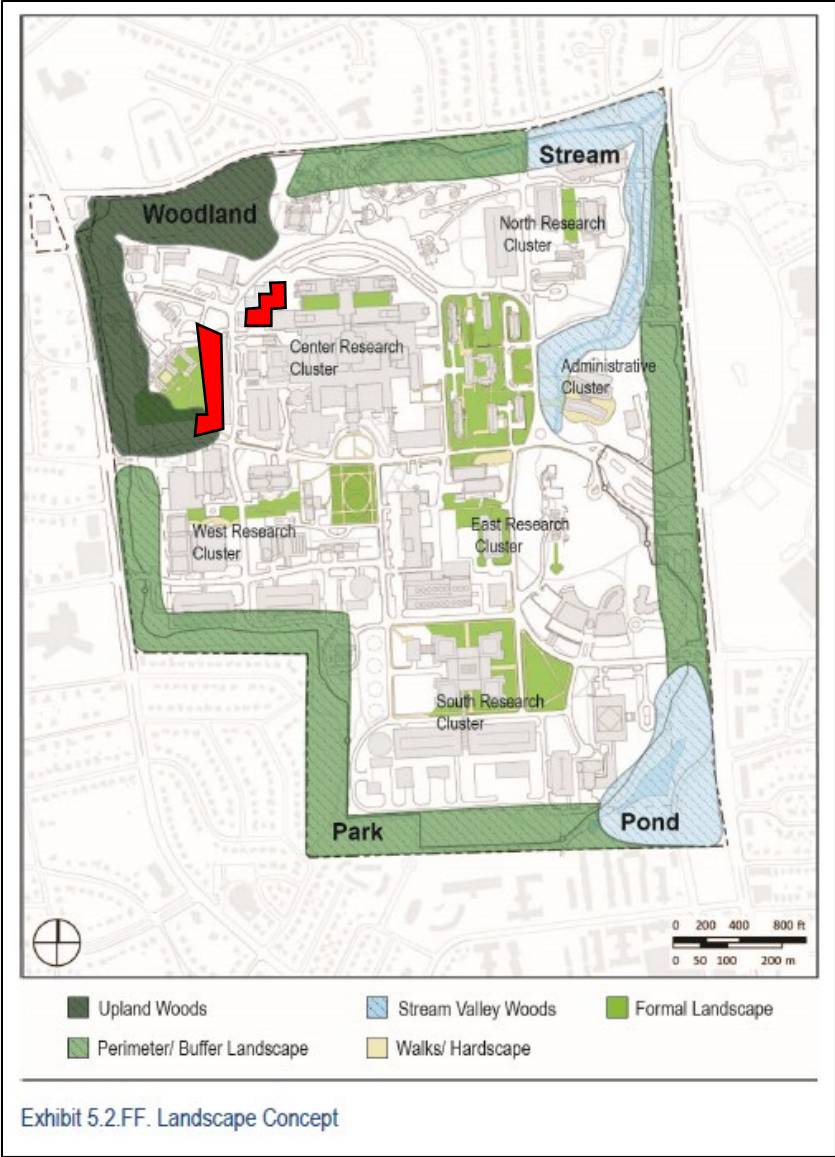 Stream
Woodland
North Research
Cluster
Center Research
Cluster
Administrative
Cluster
West Research
Cluster
East Research
Cluster
South Research
Cluster
Park
Pond
0 200 400 800 ft
0 50 100 200 m
Upland Woods
Stream Valley Woods
Formal Landscape
Perimeter/ Buffer Landscape
Walks/ Hardscape
Exhibit 5.2.FF. Landscape Concept